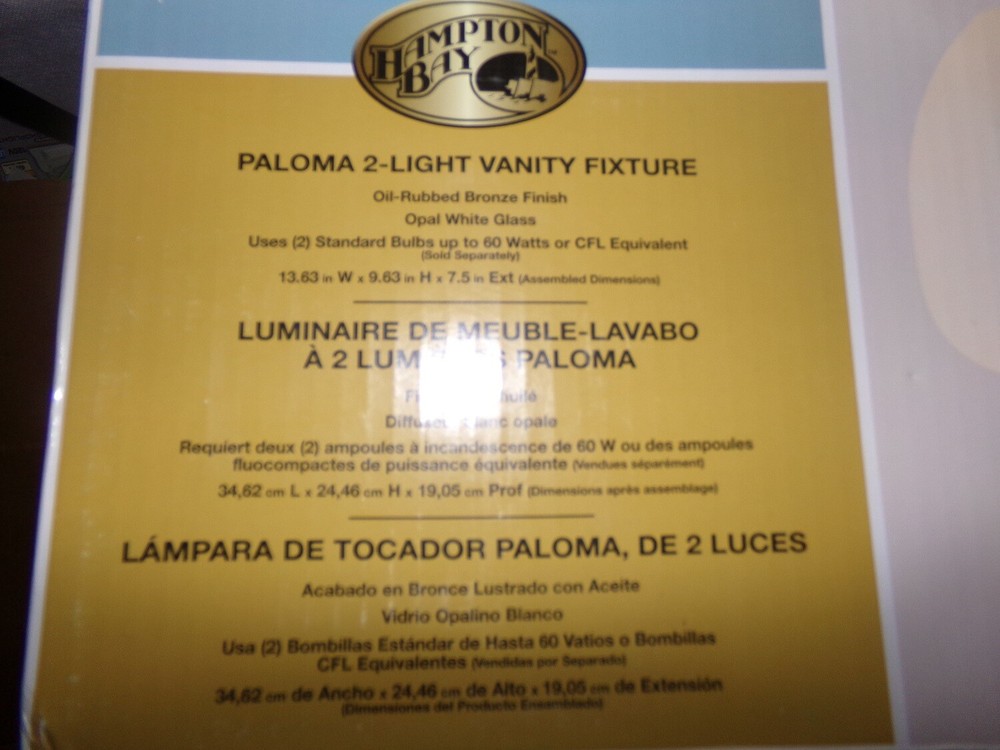 HAMPTON
BAY
PALOMA 2-LIGHT VANITY FIXTURE
Oil-Rubbed Bronze Finish
Opal White Glass
Uses (2) Standard Bulbs up to 60 Watts or CFL Equivalent
(Sold Separately)
13.63 in W x 9.63 in H x 7.5 in Ext (Assembled Dimensions)
LUMINAIRE DE MEUBLE-LAVABO
À 2 PALOMA
opale
Requiert deux (2) ampoules à incandescence de 60 W ou des ampoules
fluocompactes de puissance équivalente (Vendues séparément)
34,62 cm L x 24,46 cm H x 19,05 cm Prof (Dimensions après assemblage)
LÁMPARA DE TOCADOR PALOMA, DE 2 LUCES
Acabado en Bronce Lustrado con Aceite
Vidrio Opalino Blanco
Usa (2) Bombillas Estándar de Hasta 60 Vatios o Bombillas
CFL Equivalentes (Vendidas por Separado)
34,62 cm de Ancho x 24,46 cm de Alto x 19,05 cm de Extensión
(Dimensiones del Producto Ensamblado)